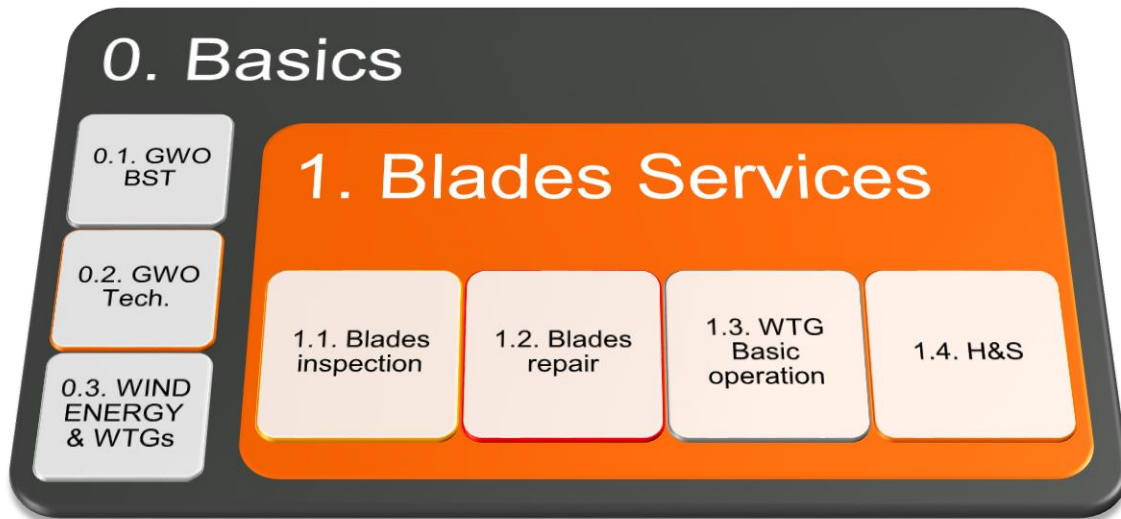 0. Basics
0.1. GWO
BST
0.2. GWO
Tech.
0.3. WIND
ENERGY
& WTGs
1. Blades Services
1.1. Blades
inspection
1.2. Blades
repair
1.3. WTG
Basic
operation
1.4. H&S